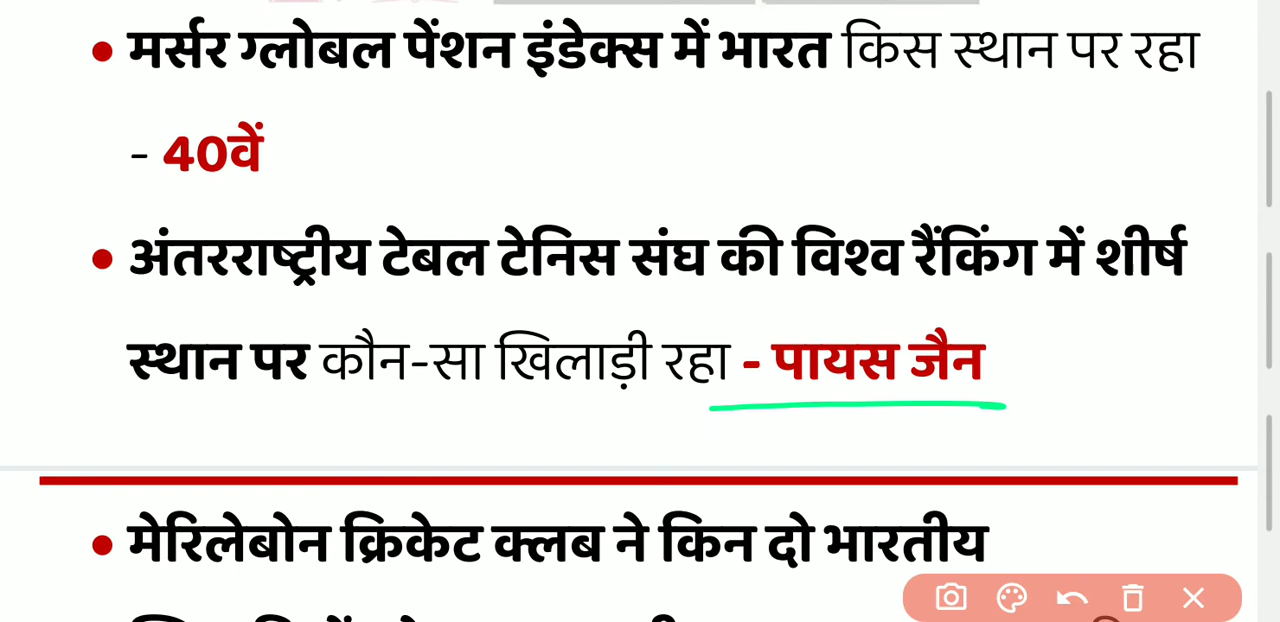 • मर्सर ग्लोबल पेंशन इंडेक्स में भारत किस स्थान पर रहा
- 40वें
• अंतरराष्ट्रीय टेबल टेनिस संघ की विश्व रैंकिंग में शीर्ष
स्थान पर कौन-सा खिलाड़ी रहा - पायस जैन
• मेरिलेबोन क्रिकेट क्लब ने किन दो भारतीय